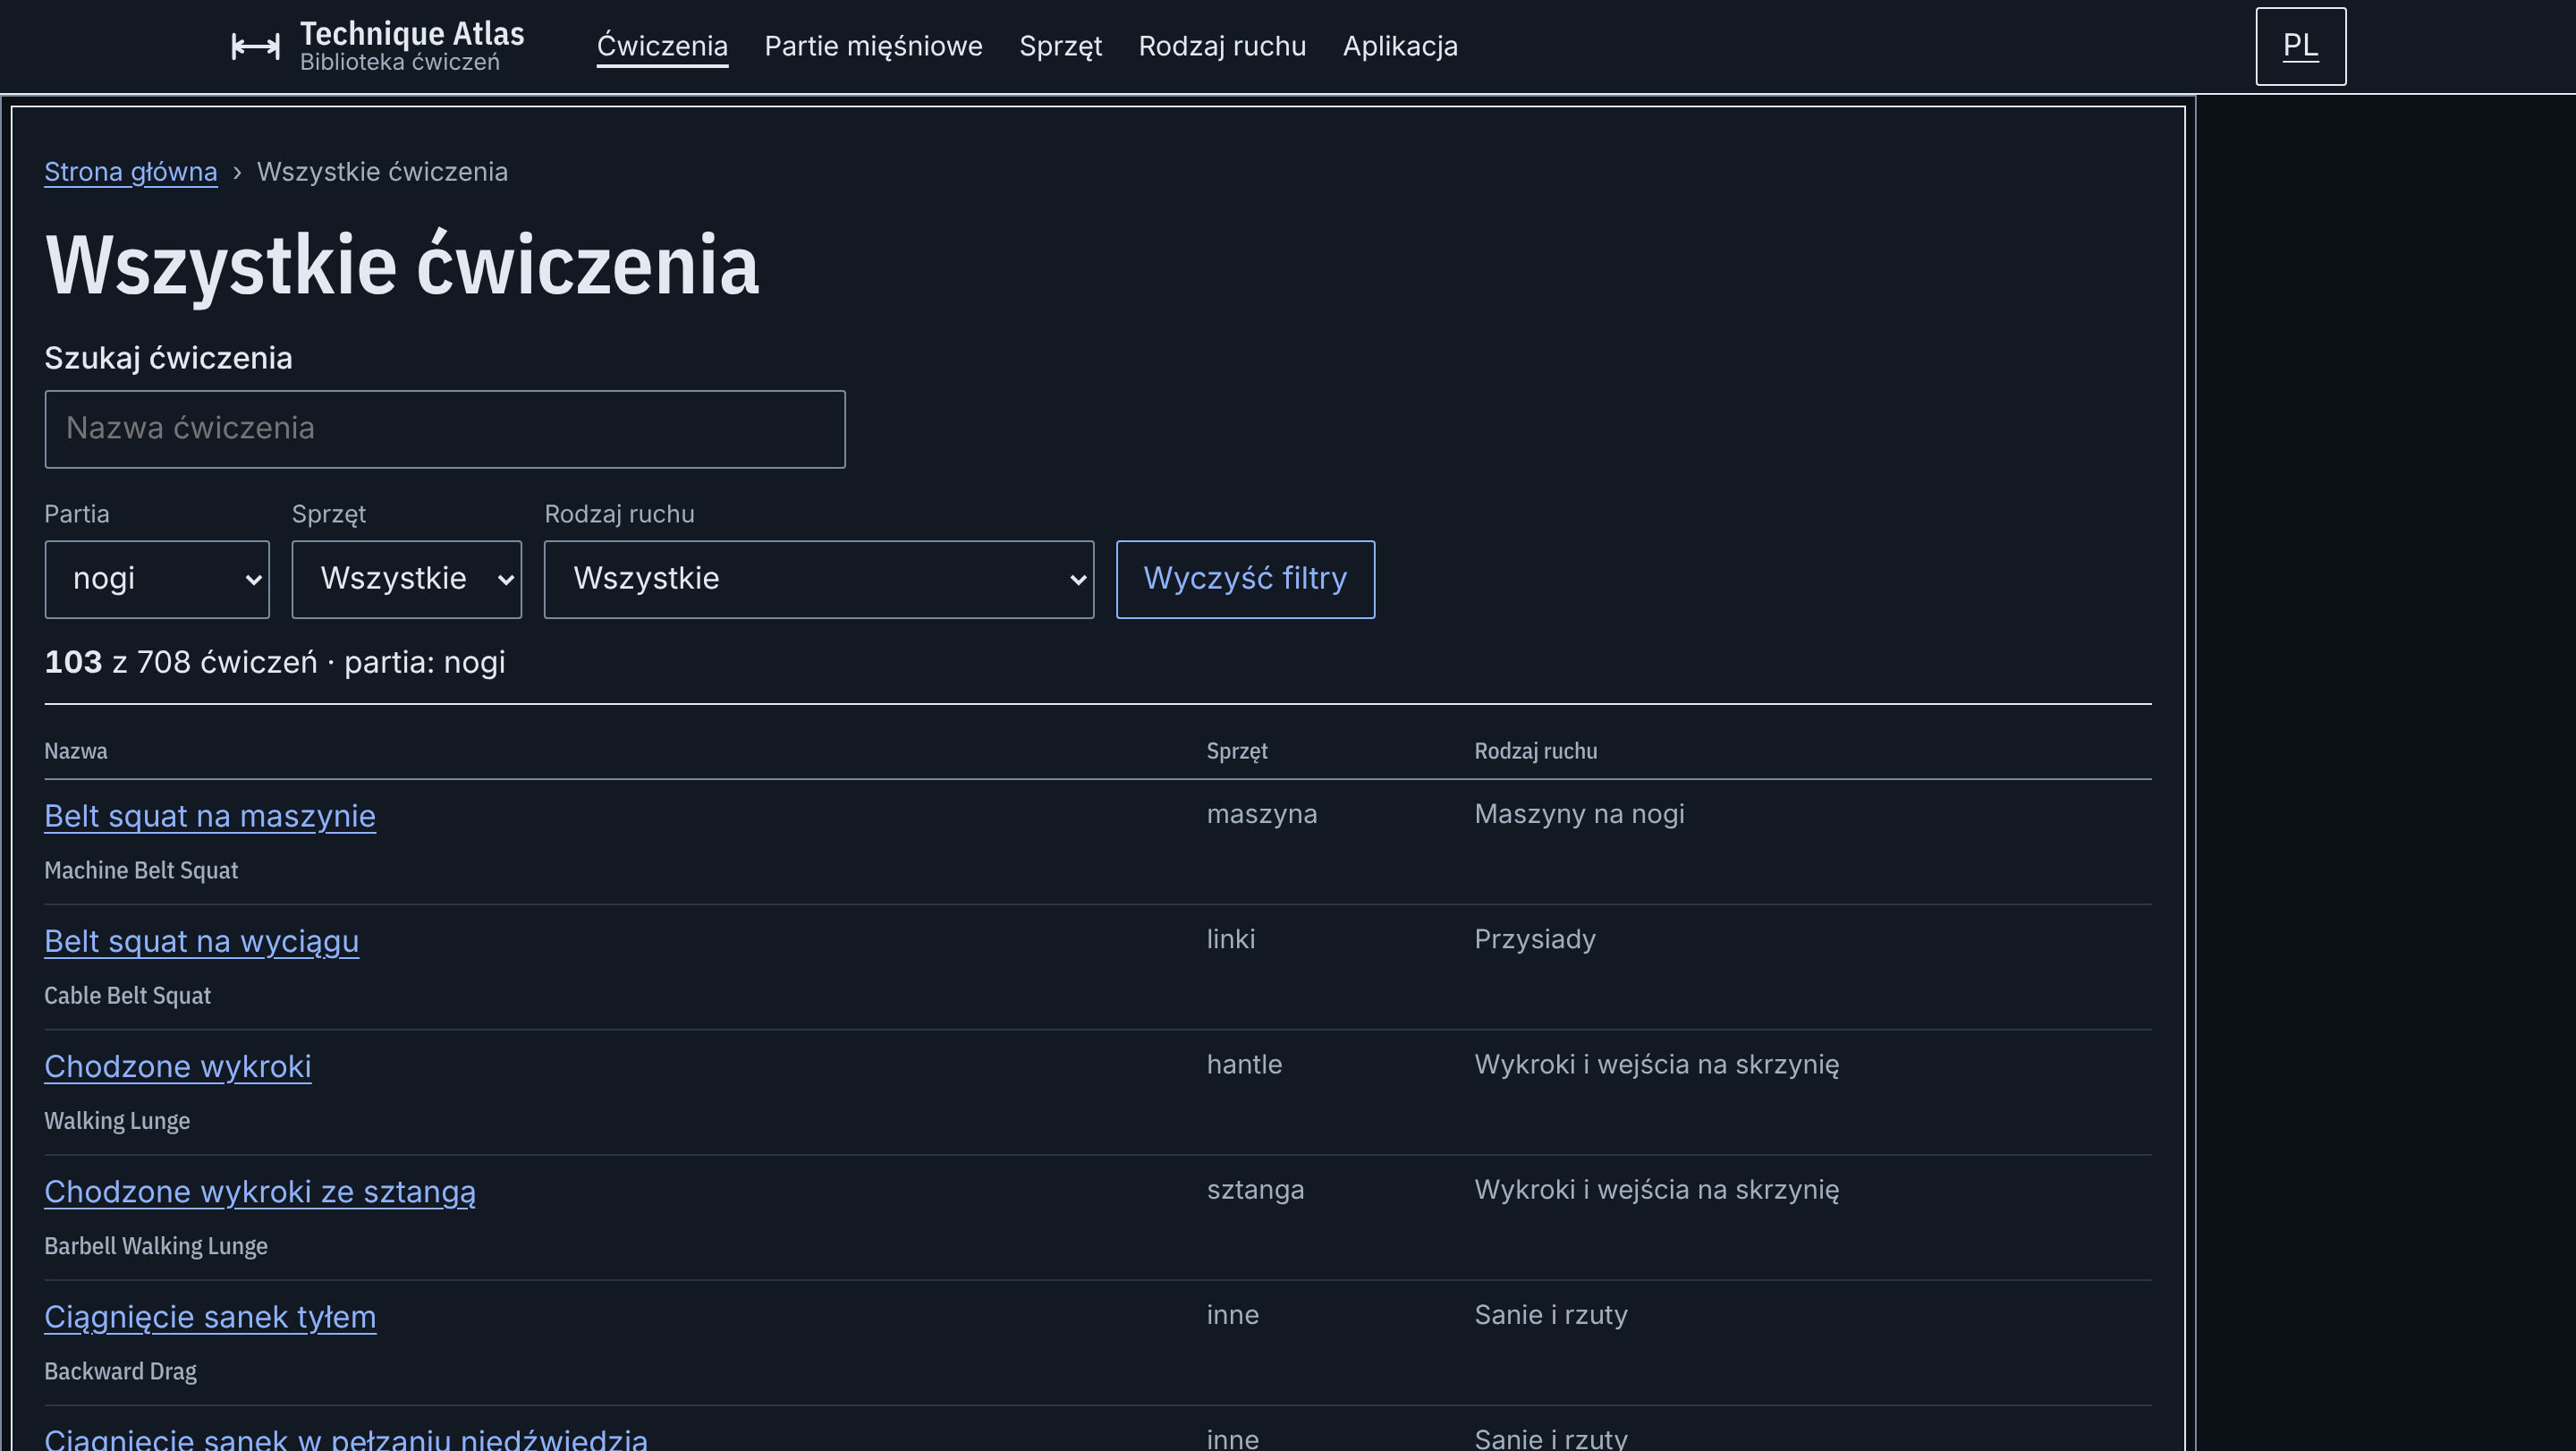 Technique Atlas
Biblioteka ćwiczeń
Ćwiczenia Partie mięśniowe Sprzęt Rodzaj ruchu Aplikacja
PL
Strona główna › Wszystkie ćwiczenia
Wszystkie ćwiczenia
Szukaj ćwiczenia
Nazwa ćwiczenia
Partia Sprzęt Rodzaj ruchu
nogi Wszystkie Wszystkie Wyczyść filtry
103 z 708 ćwiczeń · partia: nogi
Nazwa Sprzęt Rodzaj ruchu
Belt squat na maszynie maszyna Maszyny na nogi
Machine Belt Squat
Belt squat na wyciągu linki Przysiady
Cable Belt Squat
Chodzone wykroki hantle Wykroki i wejścia na skrzynię
Walking Lunge
Chodzone wykroki ze sztangą sztanga Wykroki i wejścia na skrzynię
Barbell Walking Lunge
Ciągnięcie sanek tyłem inne Sanie i rzuty
Backward Drag
Ciągnięcie sanek w pełzaniu niedźwiedzia inne Sanie i rzuty